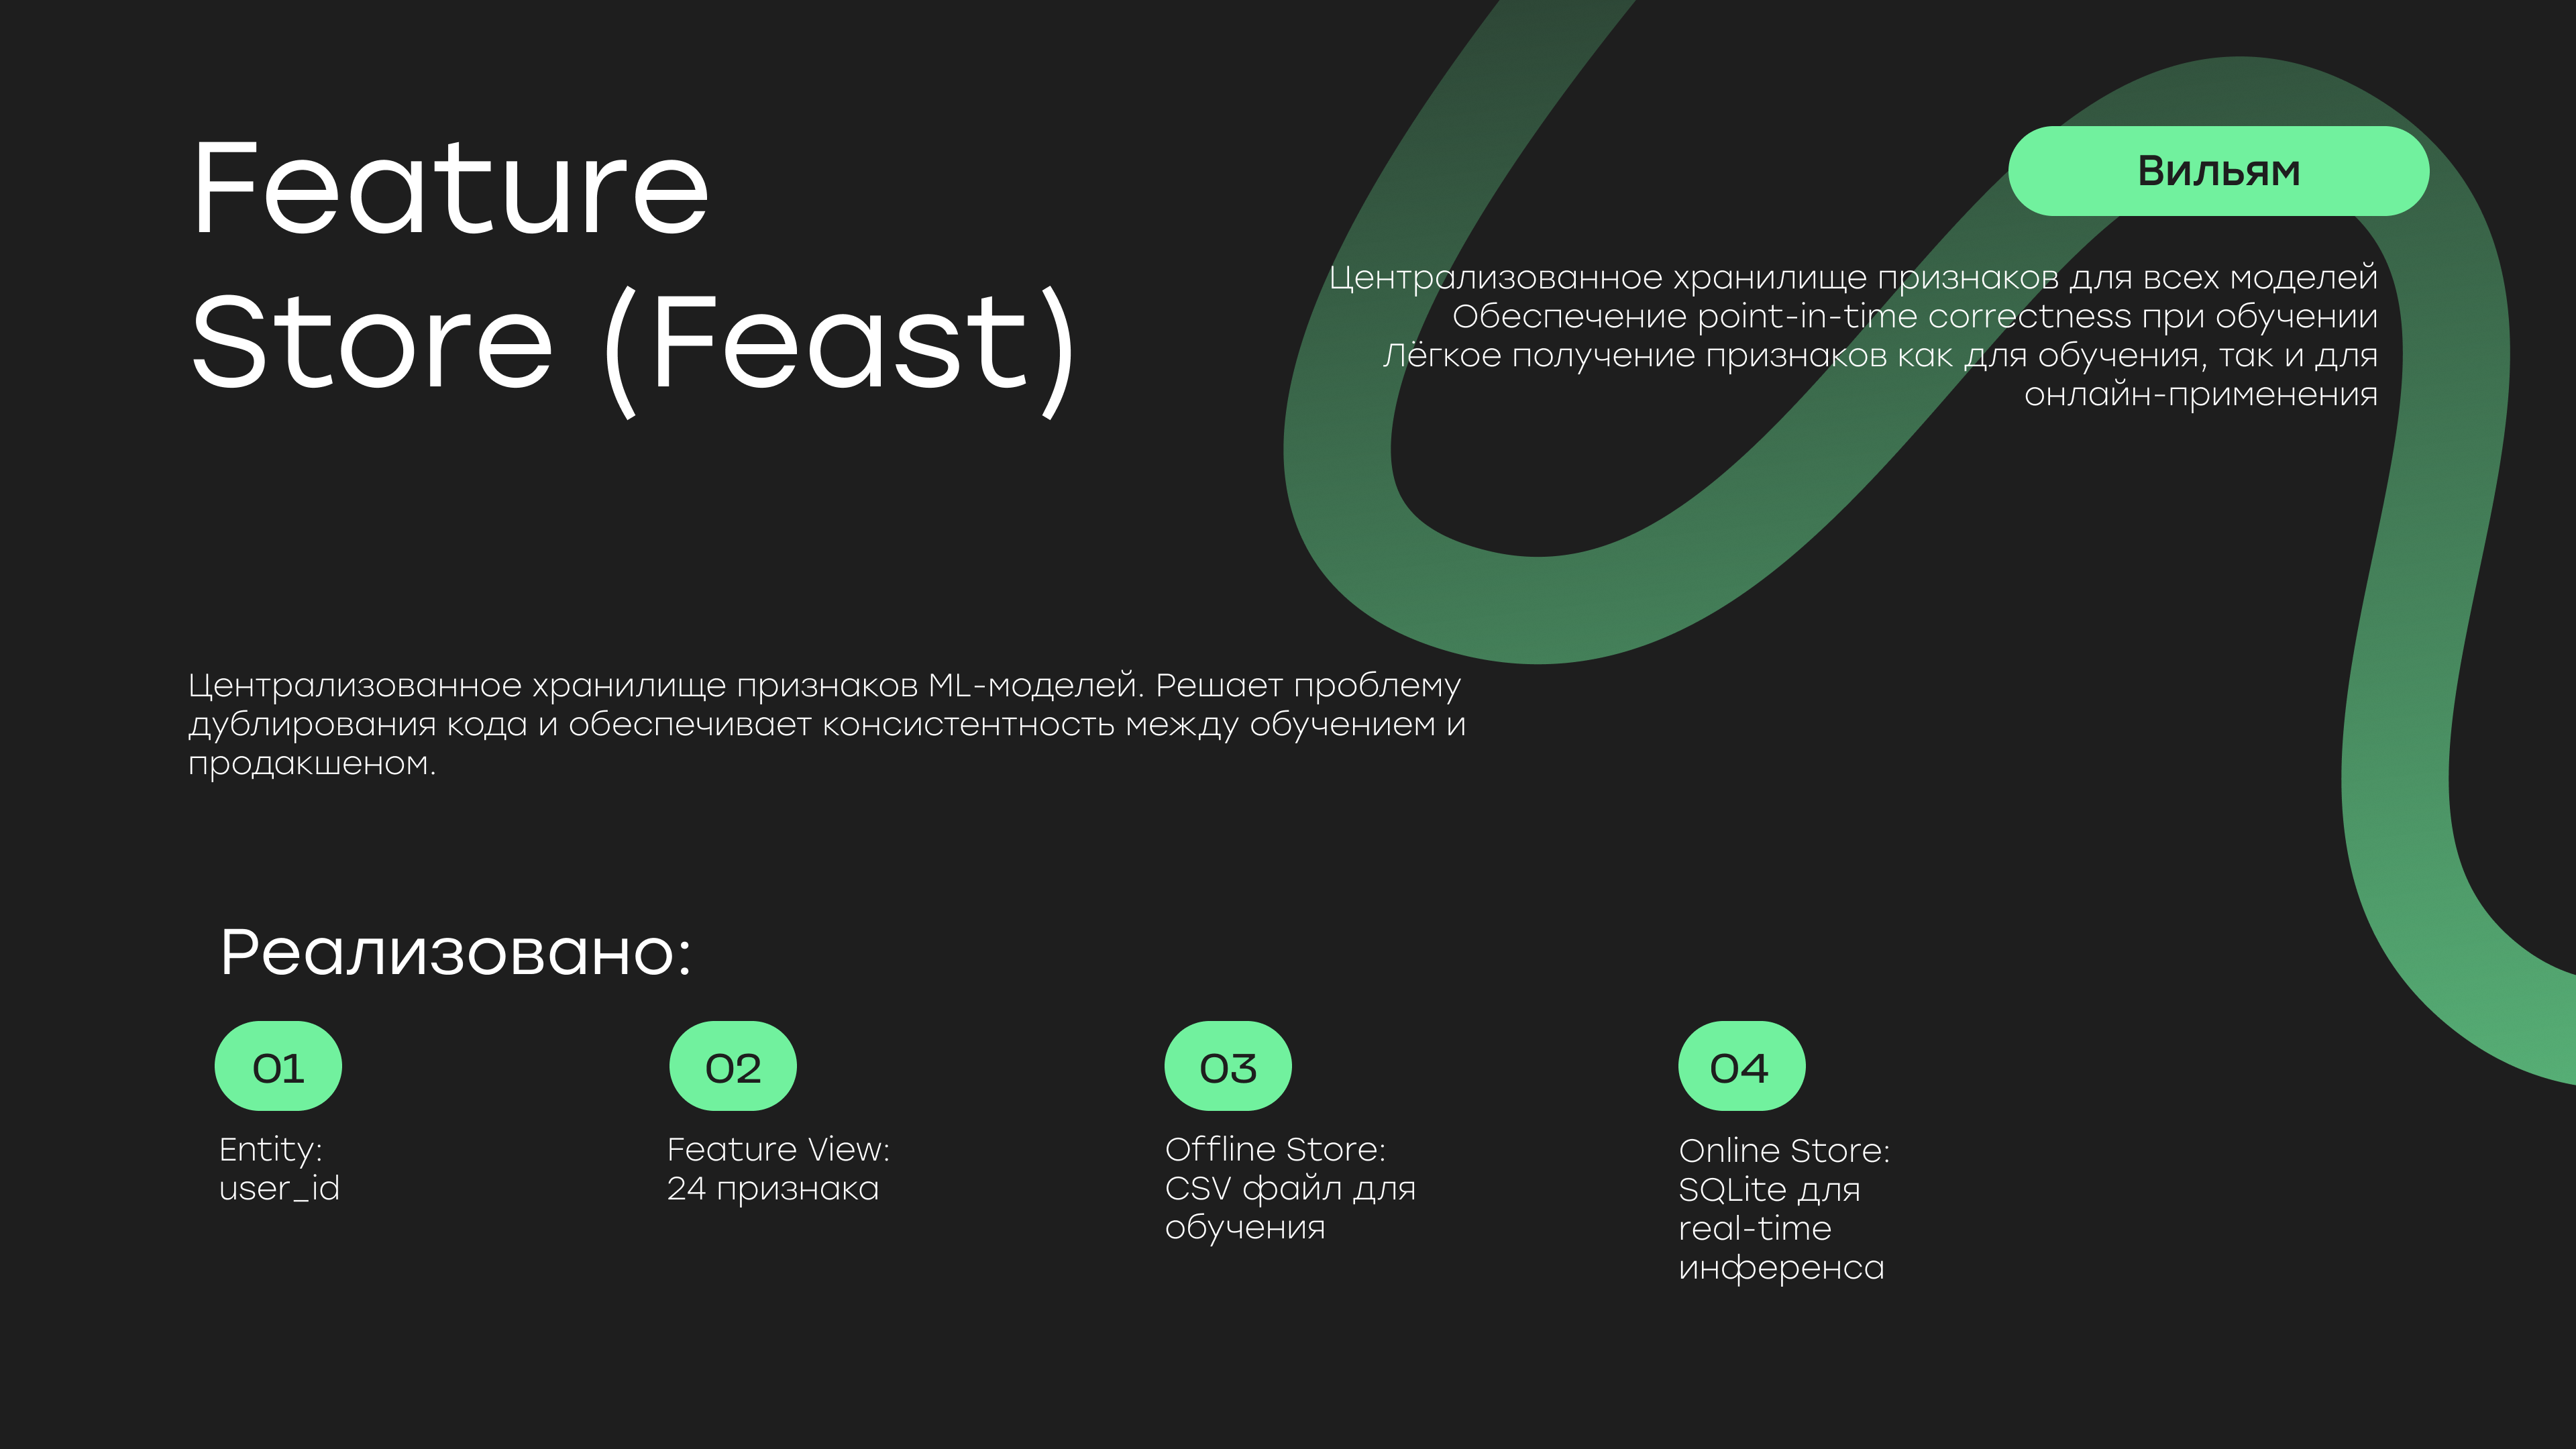 Feature
Store (Feast)
Вильям
Централизованное хранилище признаков для всех моделей
Обеспечение point-in-time correctness при обучении
Лёгкое получение признаков как для обучения, так и для
онлайн-применения
Централизованное хранилище признаков ML-моделей. Решает проблему
дублирования кода и обеспечивает консистентность между обучением и
продакшеном.
Реализовано:
01
Entity:
user_id
02
Feature View:
24 признака
03
Offline Store:
CSV файл для
обучения
04
Online Store:
SQLite для
real-time
инференса